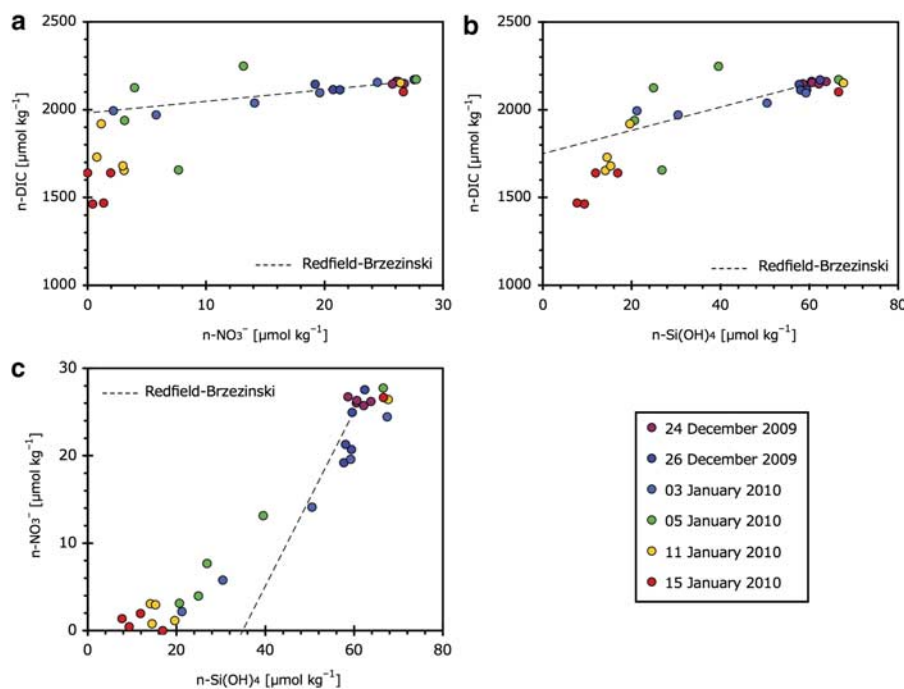 a
2500
2000
1500
1000
n-DIC [µmol kg⁻¹]
Redfield-Brzezinski
0
10
20
30
n-NO₃⁻ [µmol kg⁻¹]
b
2500
2000
1500
1000
n-DIC [µmol kg⁻¹]
Redfield-Brzezinski
0
20
40
60
80
n-Si(OH)₄ [µmol kg⁻¹]
c
30
20
10
0
n-NO₃⁻ [µmol kg⁻¹]
Redfield-Brzezinski
0
20
40
60
80
n-Si(OH)₄ [µmol kg⁻¹]
24 December 2009
26 December 2009
03 January 2010
05 January 2010
11 January 2010
15 January 2010